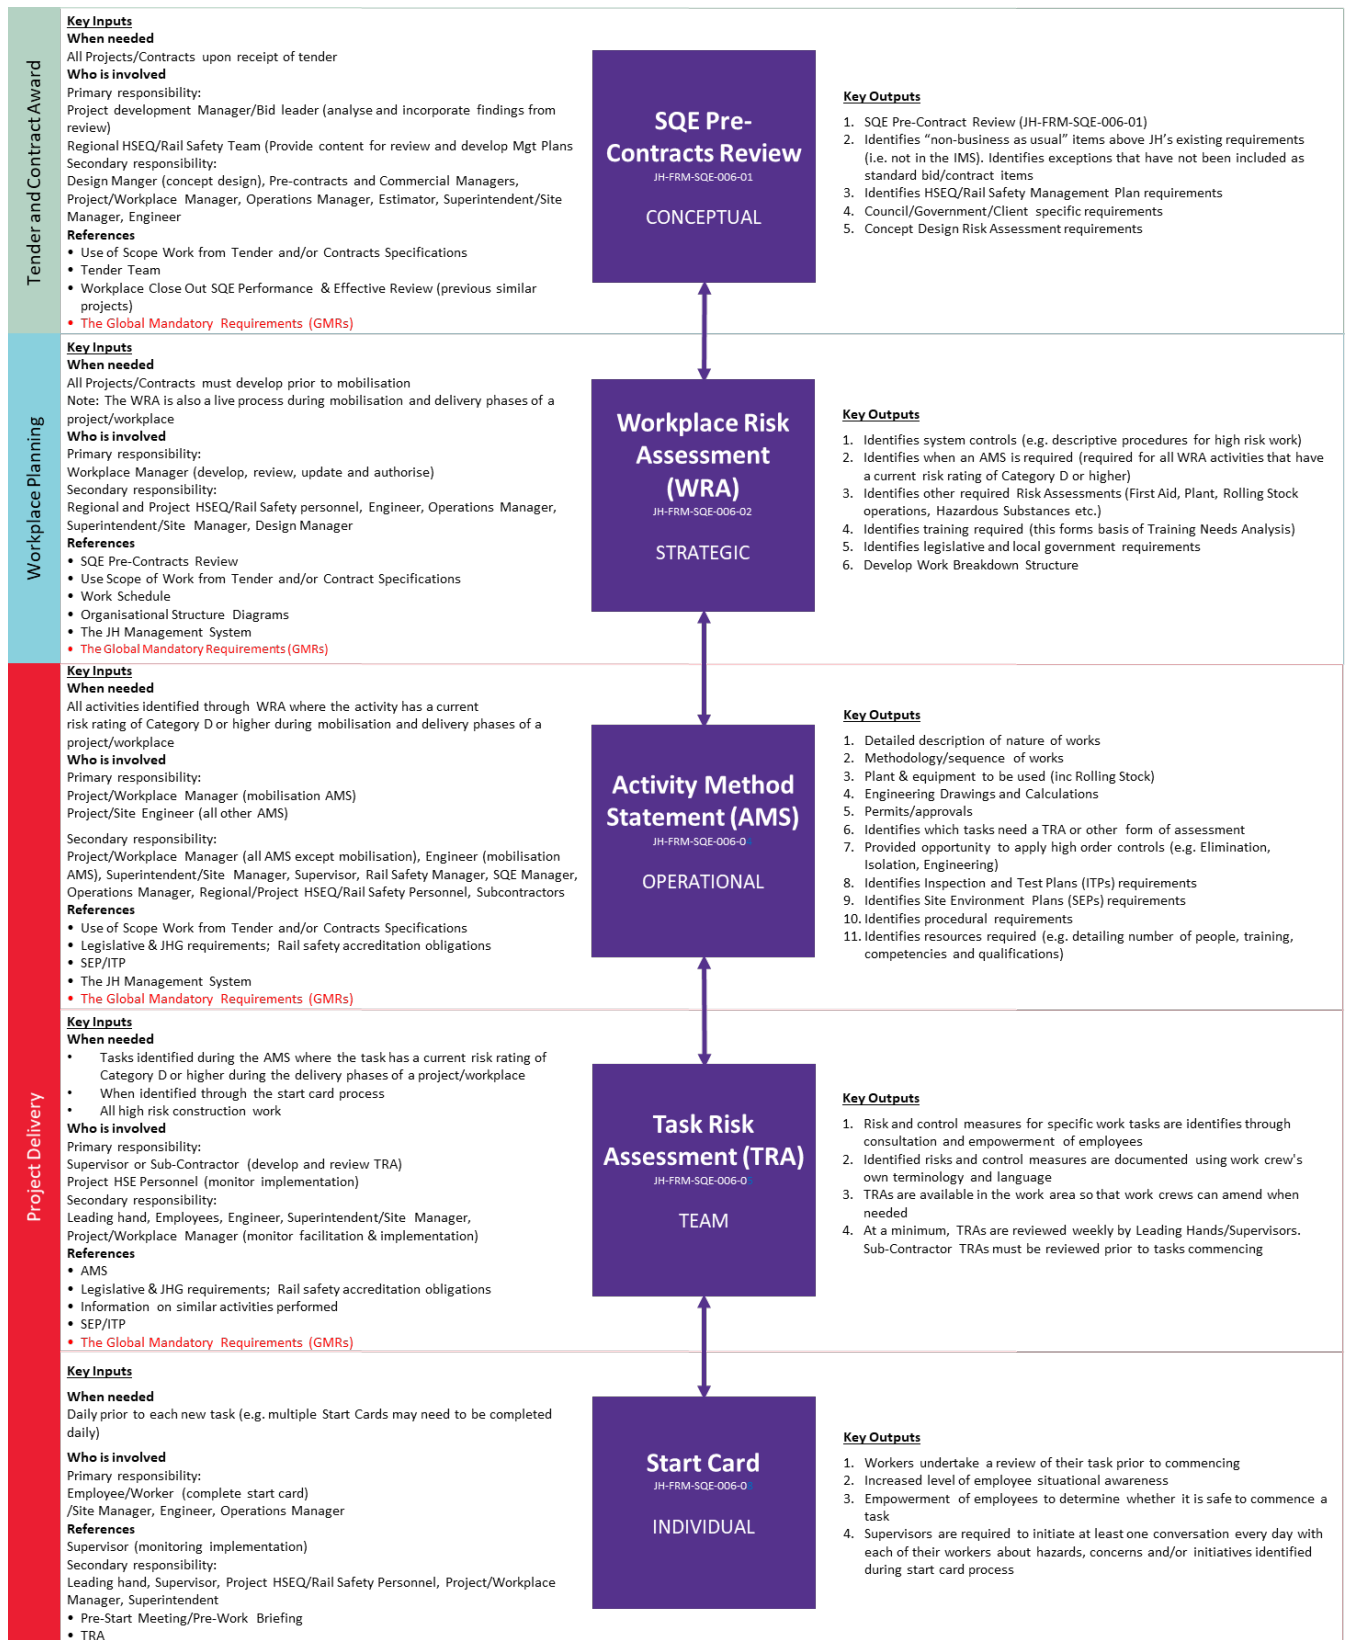 Tender and Contract Award
Key Inputs
When needed
All Projects/Contracts upon receipt of tender
Who is involved
Primary responsibility:
Project development Manager/Bid leader (analyse and incorporate findings from
review)
Regional HSEQ/Rail Safety Team (Provide content for review and develop Mgt Plans
Secondary responsibility:
Design Manger (concept design), Pre-contracts and Commercial Managers,
Project/Workplace Manager, Operations Manager, Estimator, Superintendent/Site
Manager, Engineer
References
• Use of Scope Work from Tender and/or Contracts Specifications
• Tender Team
• Workplace Close Out SQE Performance & Effective Review (previous similar
projects)
• The Global Mandatory Requirements (GMRs)
SQE Pre-
Contracts Review
JH-FRM-SQE-006-01
CONCEPTUAL
Key Outputs
1. SQE Pre-Contract Review (JH-FRM-SQE-006-01)
2. Identifies “non-business as usual” items above JH’s existing requirements
(i.e. not in the IMS). Identifies exceptions that have not been included as
standard bid/contract items
3. Identifies HSEQ/Rail Safety Management Plan requirements
4. Council/Government/Client specific requirements
5. Concept Design Risk Assessment requirements
Workplace Planning
Key Inputs
When needed
All Projects/Contracts must develop prior to mobilisation
Note: The WRA is also a live process during mobilisation and delivery phases of a
project/workplace
Who is involved
Primary responsibility:
Workplace Manager (develop, review, update and authorise)
Secondary responsibility:
Regional and Project HSEQ/Rail Safety personnel, Engineer, Operations Manager,
Superintendent/Site Manager, Design Manager
References
• SQE Pre-Contracts Review
• Use Scope of Work from Tender and/or Contract Specifications
• Work Schedule
• Organisational Structure Diagrams
• The JH Management System
• The Global Mandatory Requirements (GMRs)
Workplace Risk
Assessment
(WRA)
JH-FRM-SQE-006-02
STRATEGIC
Key Outputs
1. Identifies system controls (e.g. descriptive procedures for high risk work)
2. Identifies when an AMS is required (required for all WRA activities that have
a current risk rating of Category D or higher)
3. Identifies other required Risk Assessments (First Aid, Plant, Rolling Stock
operations, Hazardous Substances etc.)
4. Identifies training required (this forms basis of Training Needs Analysis)
5. Identifies legislative and local government requirements
6. Develop Work Breakdown Structure
Project Delivery
Key Inputs
When needed
All activities identified through WRA where the activity has a current
risk rating of Category D or higher during mobilisation and delivery phases of a
project/workplace
Who is involved
Primary responsibility:
Project/Workplace Manager (mobilisation AMS)
Project/Site Engineer (all other AMS)
Secondary responsibility:
Project/Workplace Manager (all AMS except mobilisation), Engineer (mobilisation
AMS), Superintendent/Site Manager, Supervisor, Rail Safety Manager, SQE Manager,
Operations Manager, Regional/Project HSEQ/Rail Safety Personnel, Subcontractors
References
• Use of Scope Work from Tender and/or Contracts Specifications
• Legislative & JHG requirements; Rail safety accreditation obligations
• SEP/ITP
• The JH Management System
• The Global Mandatory Requirements (GMRs)
Activity Method
Statement (AMS)
JH-FRM-SQE-006-04
OPERATIONAL
Key Outputs
1. Detailed description of nature of works
2. Methodology/sequence of works
3. Plant & equipment to be used (inc Rolling Stock)
4. Engineering Drawings and Calculations
5. Permits/approvals
6. Identifies which tasks need a TRA or other form of assessment
7. Provided opportunity to apply high order controls (e.g. Elimination,
Isolation, Engineering)
8. Identifies Inspection and Test Plans (ITPs) requirements
9. Identifies Site Environment Plans (SEPs) requirements
10. Identifies procedural requirements
11. Identifies resources required (e.g. detailing number of people, training,
competencies and qualifications)
Key Inputs
When needed
• Tasks identified during the AMS where the task has a current risk rating of
Category D or higher during the delivery phases of a project/workplace
• When identified through the start card process
• All high risk construction work
Who is involved
Primary responsibility:
Supervisor or Sub-Contractor (develop and review TRA)
Project HSE Personnel (monitor implementation)
Secondary responsibility:
Leading hand, Employees, Engineer, Superintendent/Site Manager,
Project/Workplace Manager (monitor facilitation & implementation)
References
• AMS
• Legislative & JHG requirements; Rail safety accreditation obligations
• Information on similar activities performed
• SEP/ITP
• The Global Mandatory Requirements (GMRs)
Task Risk
Assessment (TRA)
TEAM
Key Outputs
1. Risk and control measures for specific work tasks are identifies through
consultation and empowerment of employees
2. Identified risks and control measures are documented using work crew's
own terminology and language
3. TRAs are available in the work area so that work crews can amend when
needed
4. At a minimum, TRAs are reviewed weekly by Leading Hands/Supervisors.
Sub-Contractor TRAs must be reviewed prior to tasks commencing
Key Inputs
When needed
Daily prior to each new task (e.g. multiple Start Cards may need to be completed
daily)
Who is involved
Primary responsibility:
Employee/Worker (complete start card)
/Site Manager, Engineer, Operations Manager
References
Supervisor (monitoring implementation)
Secondary responsibility:
Leading hand, Supervisor, Project HSEQ/Rail Safety Personnel, Project/Workplace
Manager, Superintendent
• Pre-Start Meeting/Pre-Work Briefing
• TRA
Start Card
INDIVIDUAL
Key Outputs
1. Workers undertake a review of their task prior to commencing
2. Increased level of employee situational awareness
3. Empowerment of employees to determine whether it is safe to commence a
task
4. Supervisors are required to initiate at least one conversation every day with
each of their workers about hazards, concerns and/or initiatives identified
during start card process